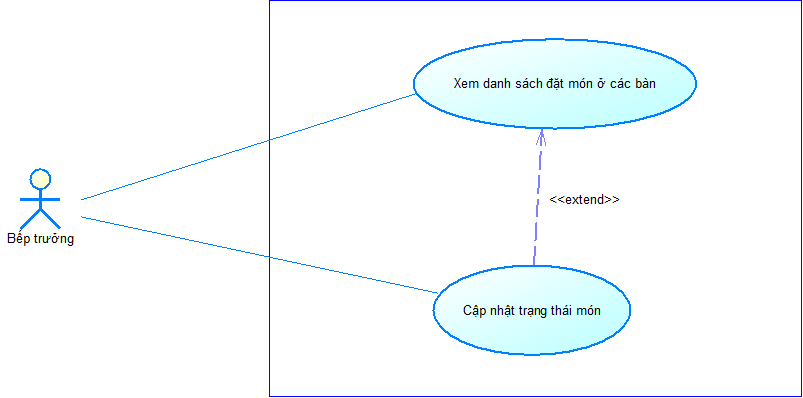 Xem danh sách đặt món ở các bàn
<<extend>>
Bếp trưởng
Cập nhật trạng thái món